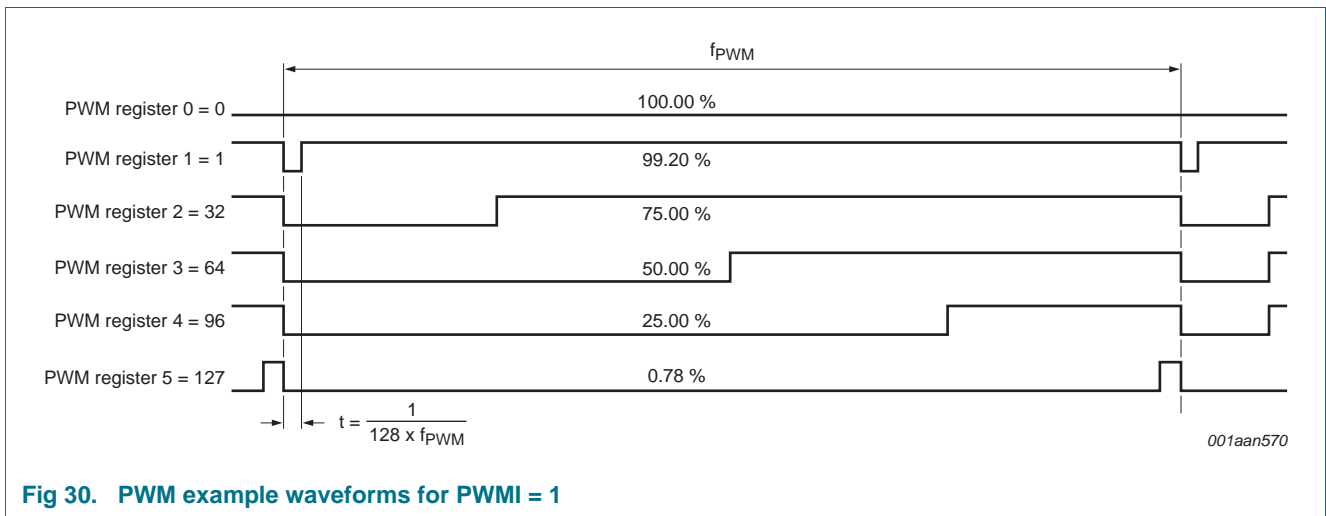 fPWM
PWM register 0 = 0 100.00 %
PWM register 1 = 1 99.20 %
PWM register 2 = 32 75.00 %
PWM register 3 = 64 50.00 %
PWM register 4 = 96 25.00 %
PWM register 5 = 127 0.78 %
t = 1
128 x fPWM
001aan570
Fig 30. PWM example waveforms for PWMI = 1